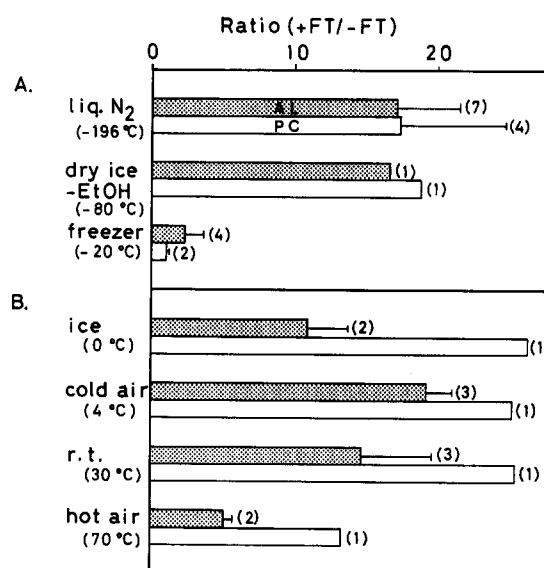 Ratio (+FT/-FT)
0 10 20
A.
liq. N2
(-196 °C)
AL
(7)
PC
(4)
dry ice
-EtOH
(-80 °C)
(1)
(1)
freezer
(-20 °C)
(4)
(2)
B.
ice
(0 °C)
(2)
(1
cold air
(4 °C)
(3)
(1)
r.t.
(30 °C)
(3)
(1)
hot air
(70 °C)
(2)
(1)